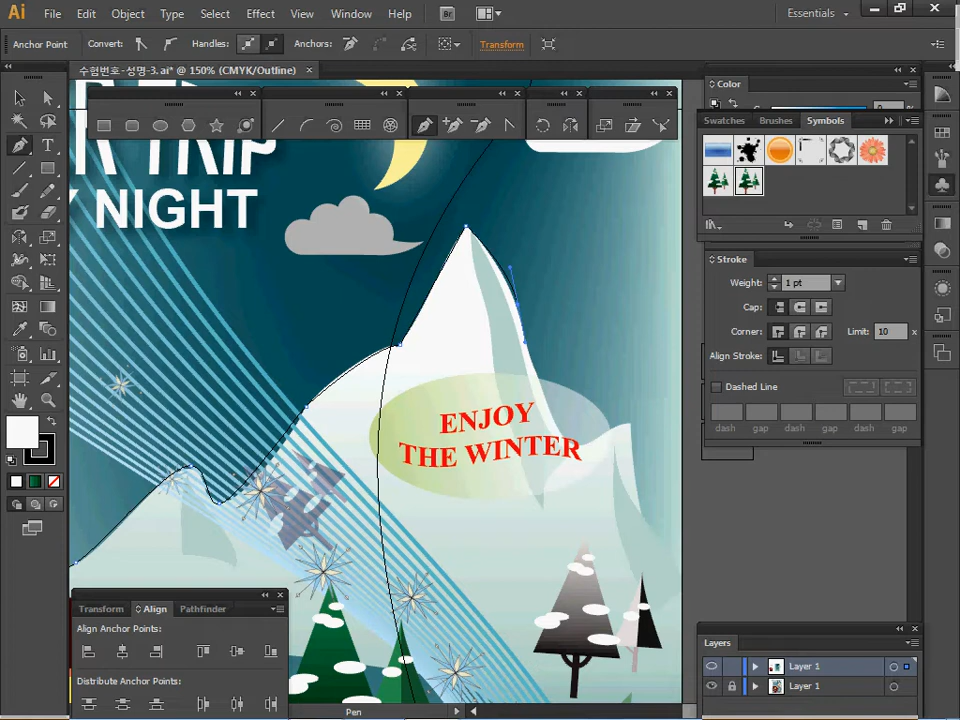 Ai File Edit Object Type Select Effect View Window Help Br Essentials
Anchor Point Convert: Handles: Anchors: Transform
수험번호-성명-3.ai* @ 150% (CMYK/Outline)
Color
Swatches Brushes Symbols
Y NIGHT
Stroke
Weight: 1 pt
Cap:
Corner: Limit: 10 x
Align Stroke:
Dashed Line
dash gap dash gap dash gap
ENJOY
THE WINTER
Transform Align Pathfinder
Align Anchor Points:
Distribute Anchor Points:
Layers
Layer 1
Layer 1
Pen